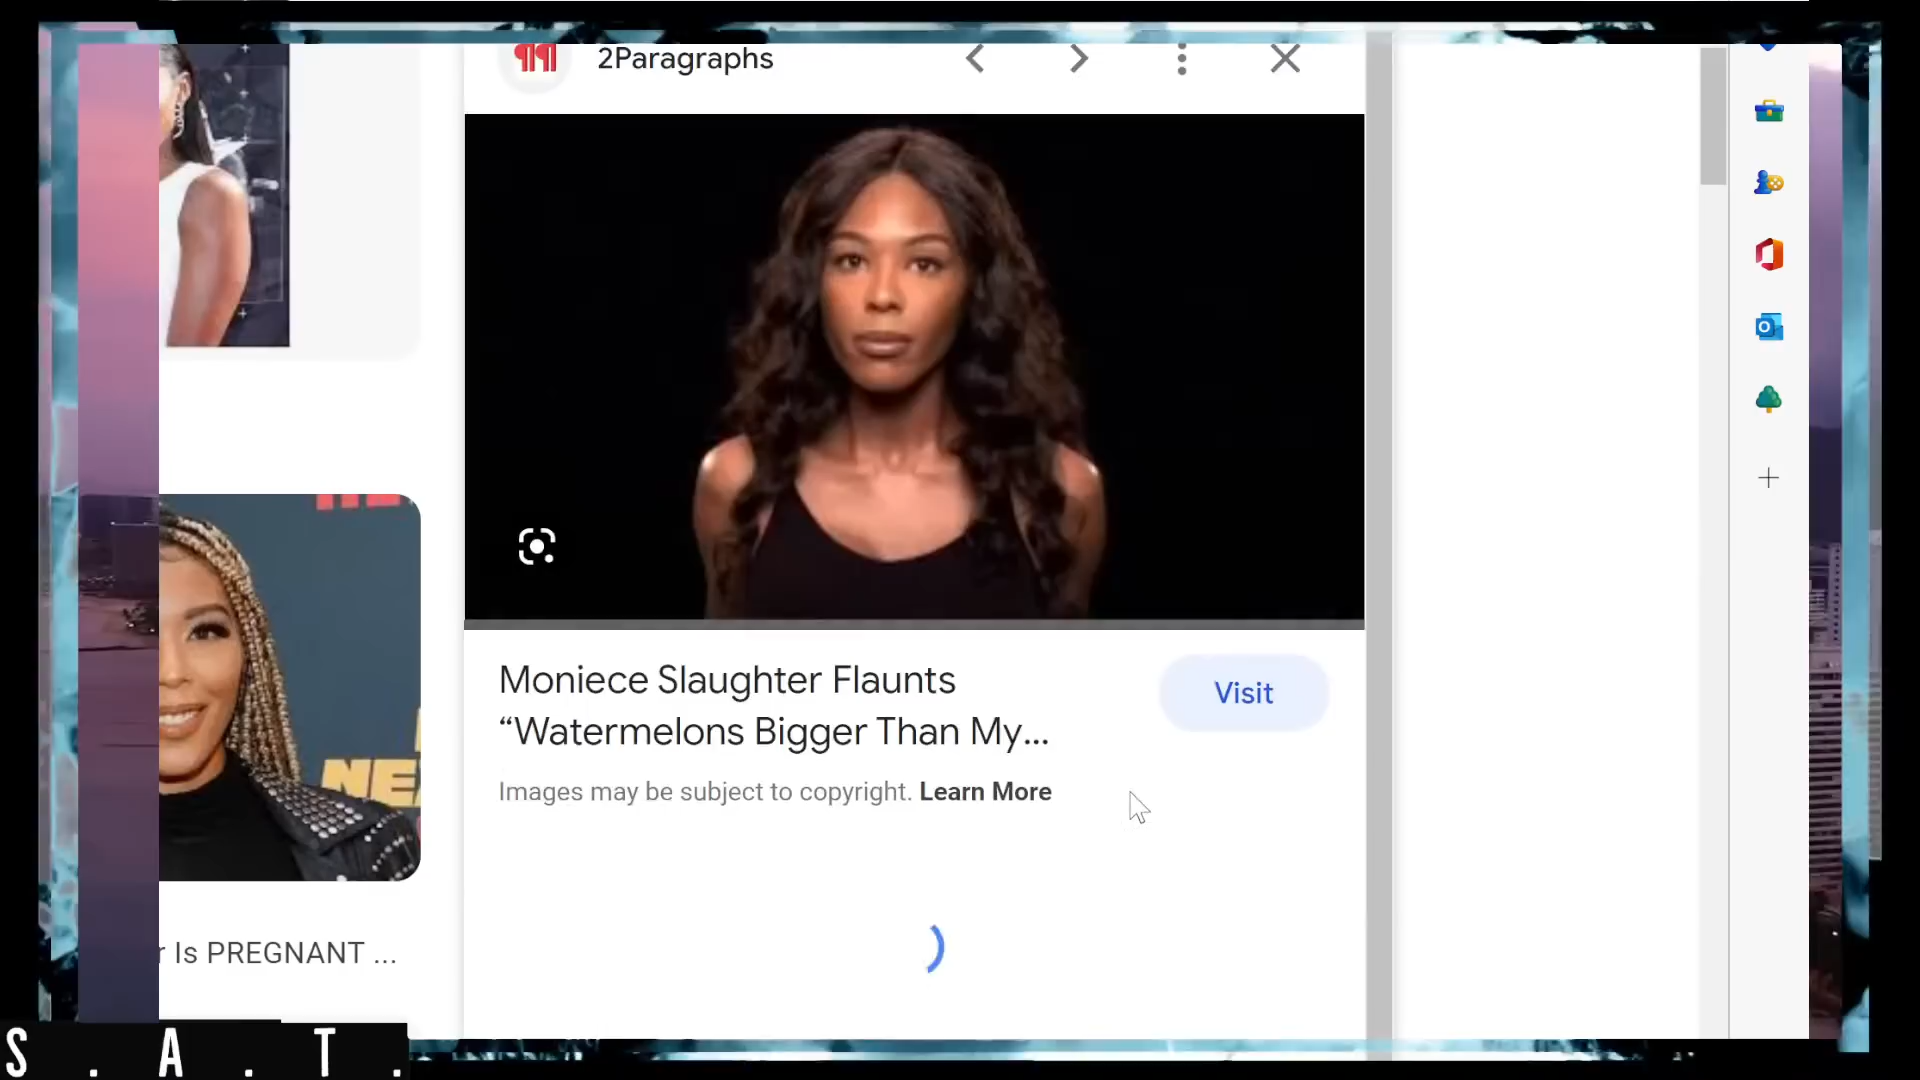 2Paragraphs
Moniece Slaughter Flaunts
“Watermelons Bigger Than My...
Visit
Images may be subject to copyright. Learn More
r Is PREGNANT ...
S . A . T .